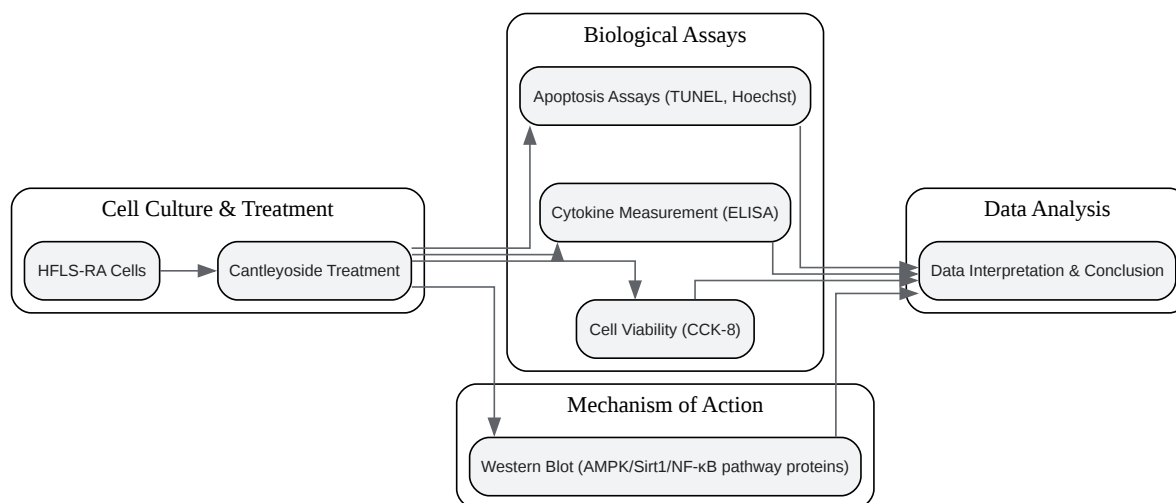 Biological Assays
Apoptosis Assays (TUNEL, Hoechst)
Cell Culture & Treatment
Cytokine Measurement (ELISA)
Data Analysis
HFLS-RA Cells
Cantleyoside Treatment
Data Interpretation & Conclusion
Cell Viability (CCK-8)
Mechanism of Action
Western Blot (AMPK/Sirt1/NF-κB pathway proteins)